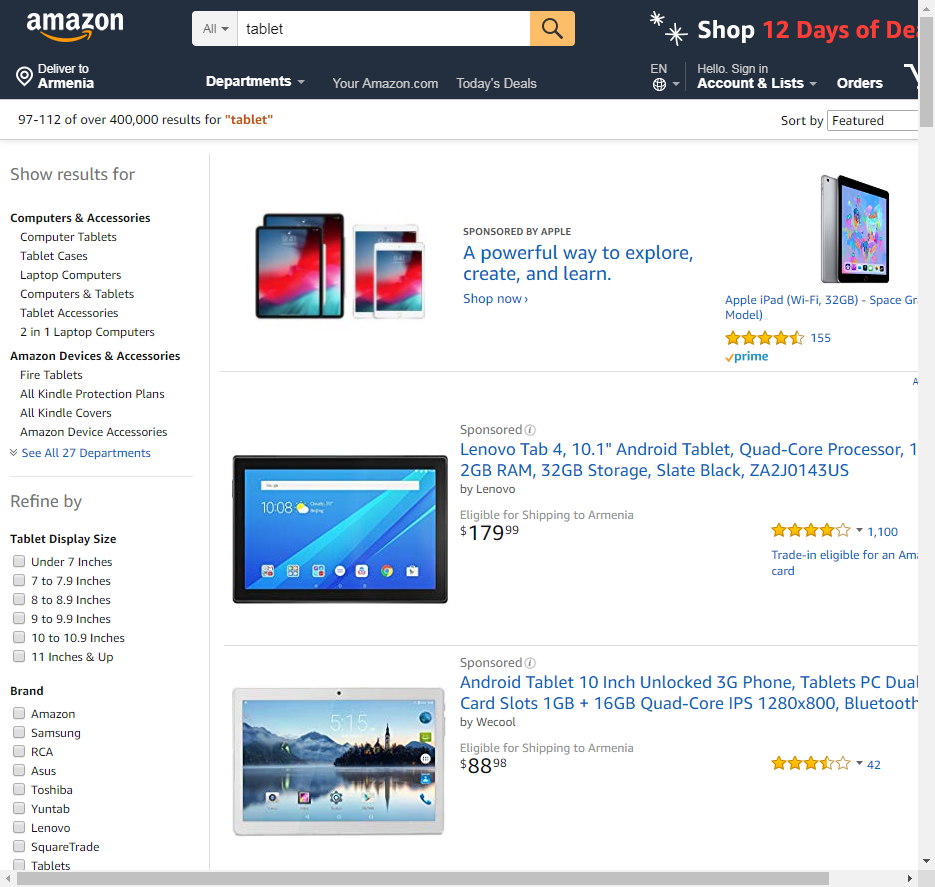 amazon
All
tablet
Shop 12 Days of Dea
Deliver to
Armenia
Departments
Your Amazon.com
Today's Deals
EN
Hello. Sign in
Account & Lists
Orders
97-112 of over 400,000 results for "tablet"
Sort by Featured
Show results for
Computers & Accessories
Computer Tablets
Tablet Cases
Laptop Computers
Computers & Tablets
Tablet Accessories
2 in 1 Laptop Computers
Amazon Devices & Accessories
Fire Tablets
All Kindle Protection Plans
All Kindle Covers
Amazon Device Accessories
See All 27 Departments
Refine by
Tablet Display Size
Under 7 Inches
7 to 7.9 Inches
8 to 8.9 Inches
9 to 9.9 Inches
10 to 10.9 Inches
11 Inches & Up
Brand
Amazon
Samsung
RCA
Asus
Toshiba
Yuntab
Lenovo
SquareTrade
Tablets
SPONSORED BY APPLE
A powerful way to explore,
create, and learn.
Shop now ›
Apple iPad (Wi-Fi, 32GB) - Space Gr
Model)
155
prime
A
Sponsored
Lenovo Tab 4, 10.1" Android Tablet, Quad-Core Processor, 1
2GB RAM, 32GB Storage, Slate Black, ZA2J0143US
by Lenovo
Eligible for Shipping to Armenia
$179 99
1,100
Trade-in eligible for an Ama
card
Google
10:08
Sponsored
Android Tablet 10 Inch Unlocked 3G Phone, Tablets PC Dual
Card Slots 1GB + 16GB Quad-Core IPS 1280x800, Bluetooth
by Wecool
Eligible for Shipping to Armenia
$88 98
42
5:15